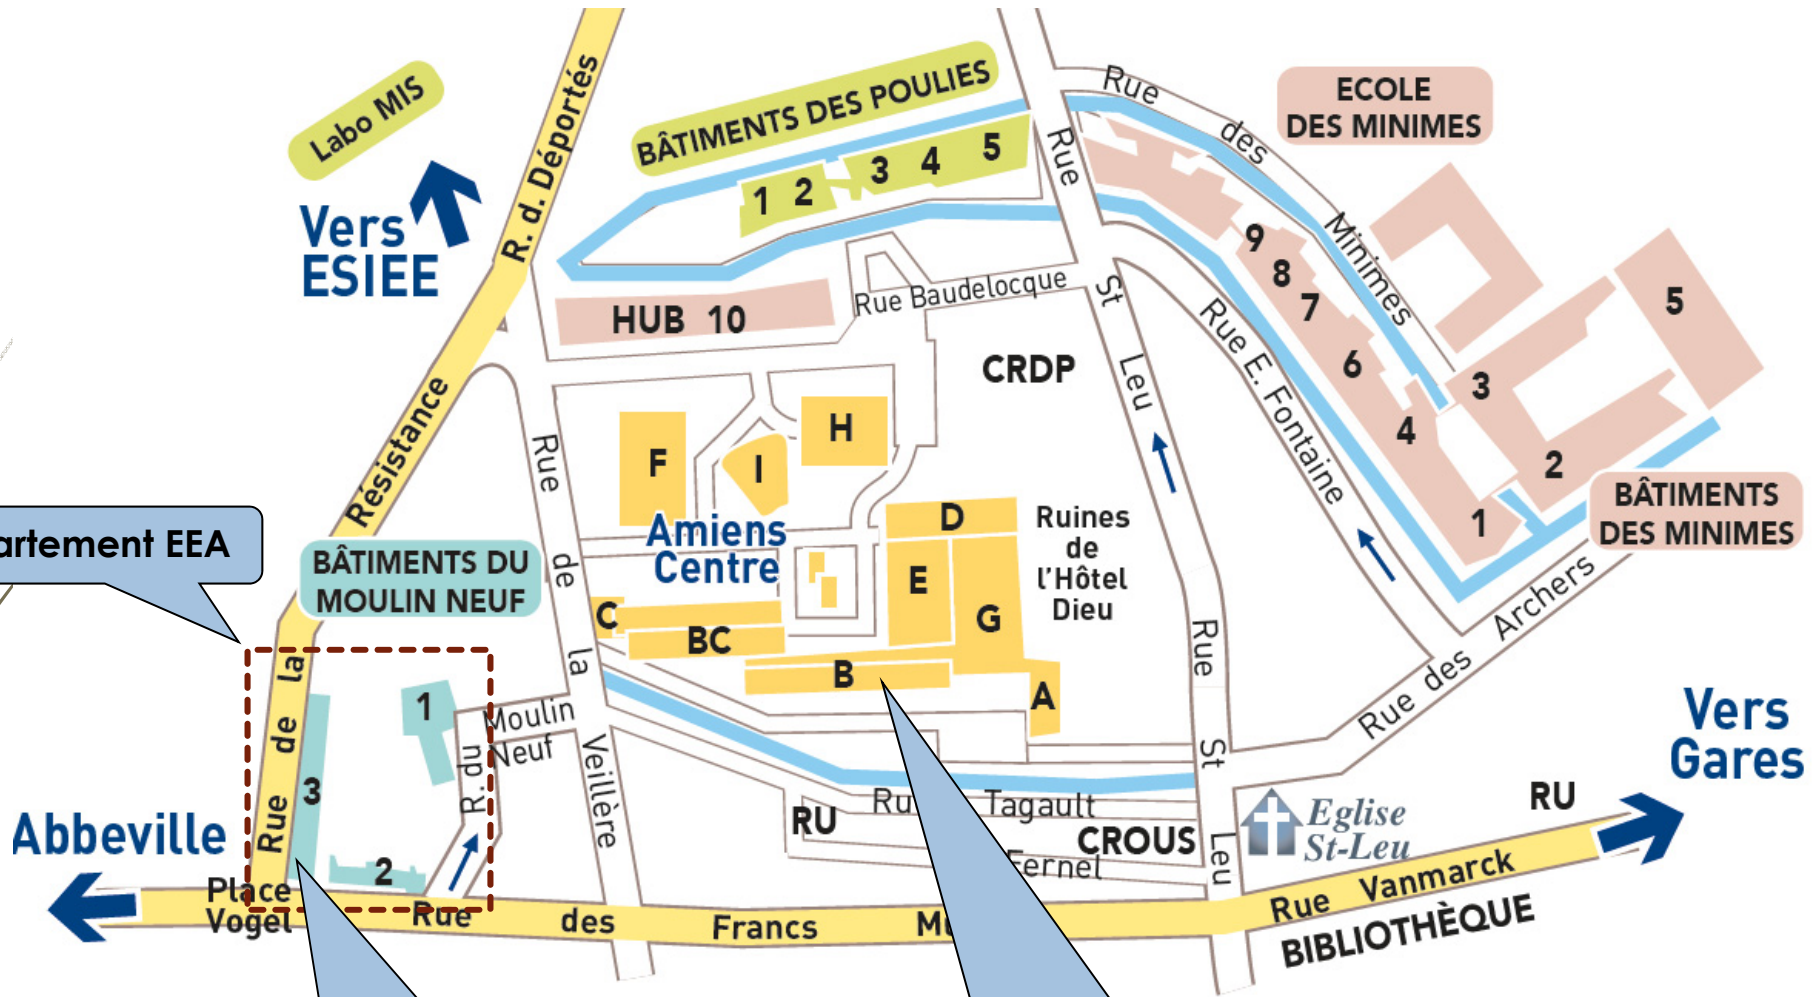 Labo MIS
Vers
ESIEE
R. d. Déportés
BÂTIMENTS DES POULIES
1 2 3 4 5
Rue des Minimes
ECOLE
DES MINIMES
HUB 10
Rue Baudelocque
Rue St Leu
CRDP
9
8
7
6
5
4
3
2
1
Rue E. Fontaine
BÂTIMENTS
DES MINIMES
Rue des Archers
Rue de la Résistance
Rue de la Veillère
F
I
H
Amiens
Centre
D
E
G
C
BC
B
A
Ruines
de
l'Hôtel
Dieu
EEA
BÂTIMENTS DU
MOULIN NEUF
1
2
3
R. du Moulin
Neuf
Rue St Leu
Vers
Gares
Abbeville
Place
Vogel
RU
Tagault
CROUS
Fernel
Eglise
St-Leu
RU
Rue des Francs
Rue Vanmarck
BIBLIOTHÈQUE